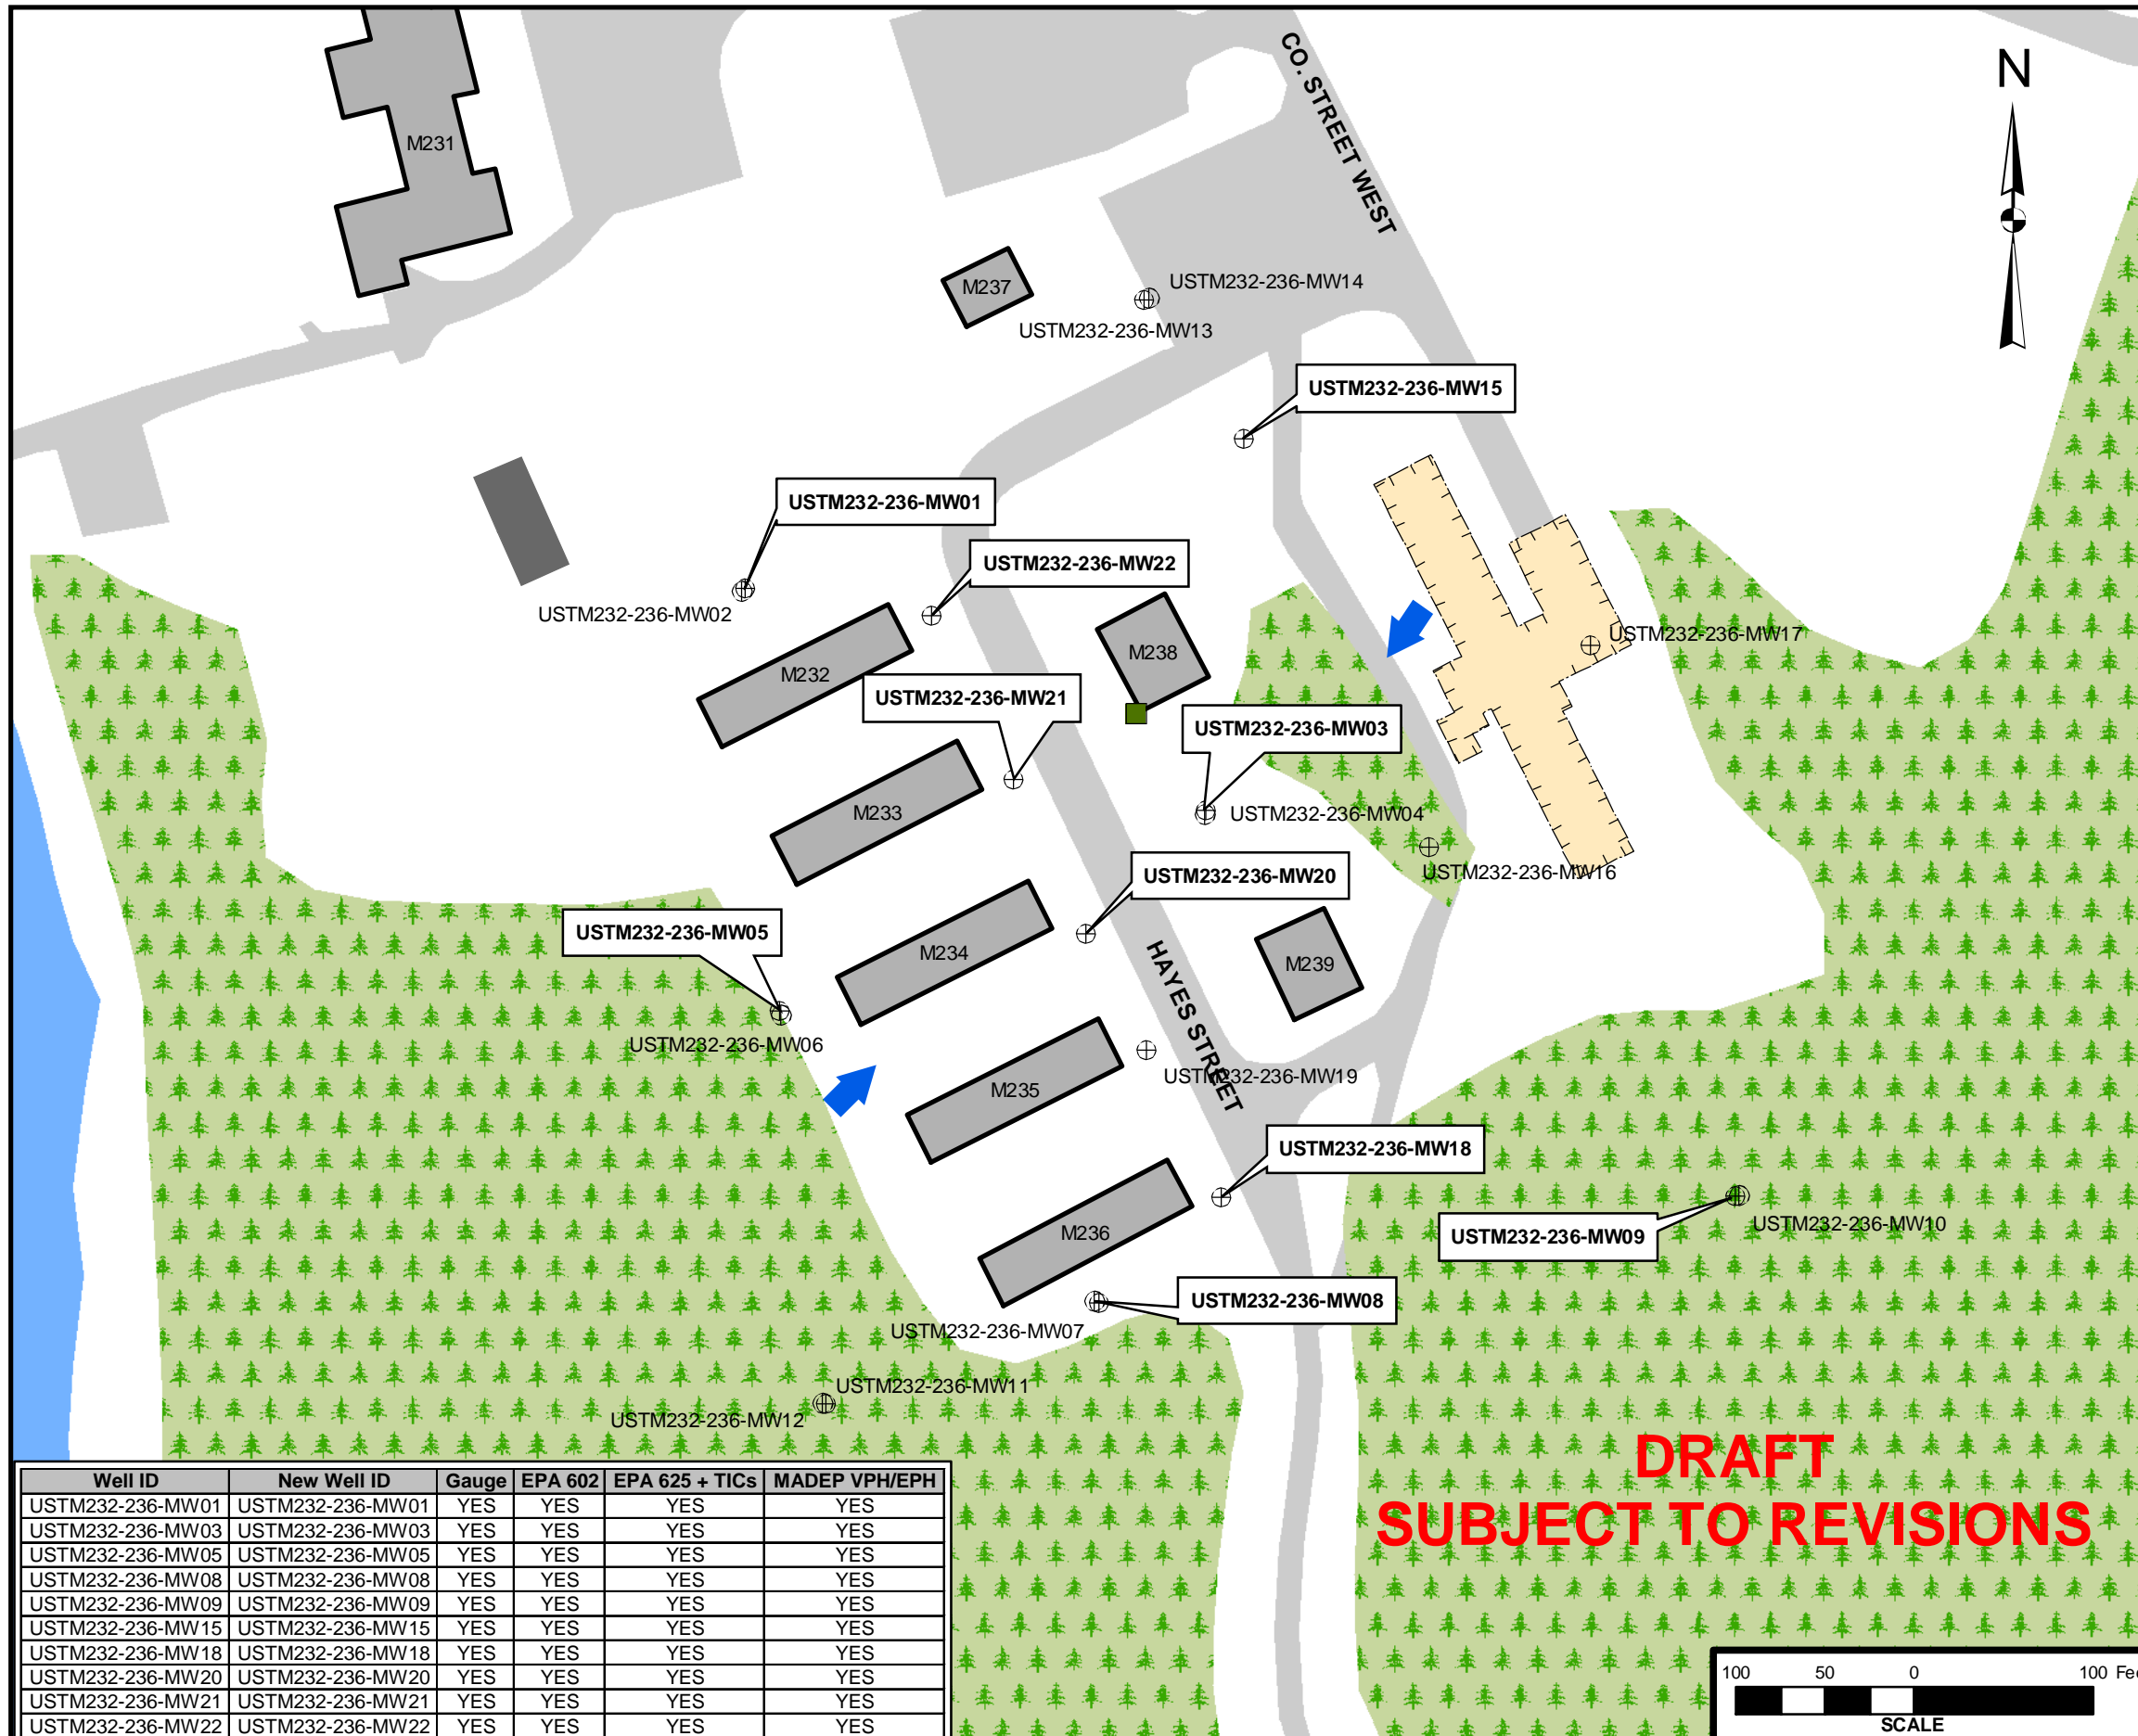 CO. STREET WEST
N
M231
M237
USTM232-236-MW14
USTM232-236-MW13
USTM232-236-MW15
USTM232-236-MW01
USTM232-236-MW22
USTM232-236-MW02
M232
M238
USTM232-236-MW17
USTM232-236-MW21
USTM232-236-MW03
M233
USTM232-236-MW04
USTM232-236-MW20
USTM232-236-MW16
USTM232-236-MW05
M234
HAYES STREET
M239
USTM232-236-MW06
M235
USTM232-236-MW19
USTM232-236-MW18
M236
USTM232-236-MW09
USTM232-236-MW10
USTM232-236-MW08
USTM232-236-MW07
USTM232-236-MW11
USTM232-236-MW12
DRAFT
SUBJECT TO REVISIONS
Well ID New Well ID Gauge EPA 602 EPA 625 + TICs MADEP VPH/EPH
USTM232-236-MW01 USTM232-236-MW01 YES YES YES YES
USTM232-236-MW03 USTM232-236-MW03 YES YES YES YES
USTM232-236-MW05 USTM232-236-MW05 YES YES YES YES
USTM232-236-MW08 USTM232-236-MW08 YES YES YES YES
USTM232-236-MW09 USTM232-236-MW09 YES YES YES YES
USTM232-236-MW15 USTM232-236-MW15 YES YES YES YES
USTM232-236-MW18 USTM232-236-MW18 YES YES YES YES
USTM232-236-MW20 USTM232-236-MW20 YES YES YES YES
USTM232-236-MW21 USTM232-236-MW21 YES YES YES YES
USTM232-236-MW22 USTM232-236-MW22 YES YES YES YES
100 50 0 100
SCALE